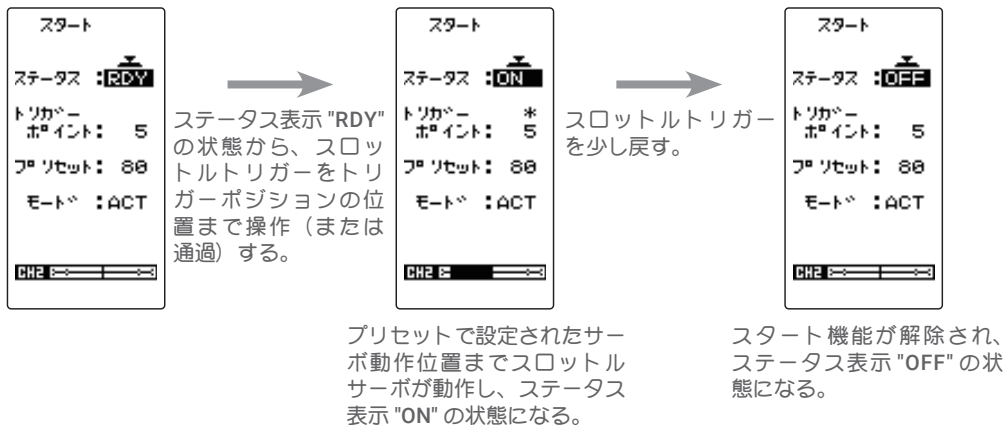 スタート
ステータス :RDY
トリガー
ポイント: 5
プリセット: 80
モード :ACT
CH2
ステータス表示 "RDY"
の状態から、スロッ
トルトリガーをトリ
ガーポジションの位
置まで操作（または
通過）する。
スタート
ステータス :ON
トリガー *
ポイント: 5
プリセット: 80
モード :ACT
CH2
プリセットで設定されたサー
ボ動作位置までスロットル
サーボが動作し、ステータス
表示 "ON" の状態になる。
スロットルトリガー
を少し戻す。
スタート
ステータス :OFF
トリガー
ポイント: 5
プリセット: 80
モード :ACT
CH2
スタート機能が解除され、
ステータス表示 "OFF" の状
態になる。